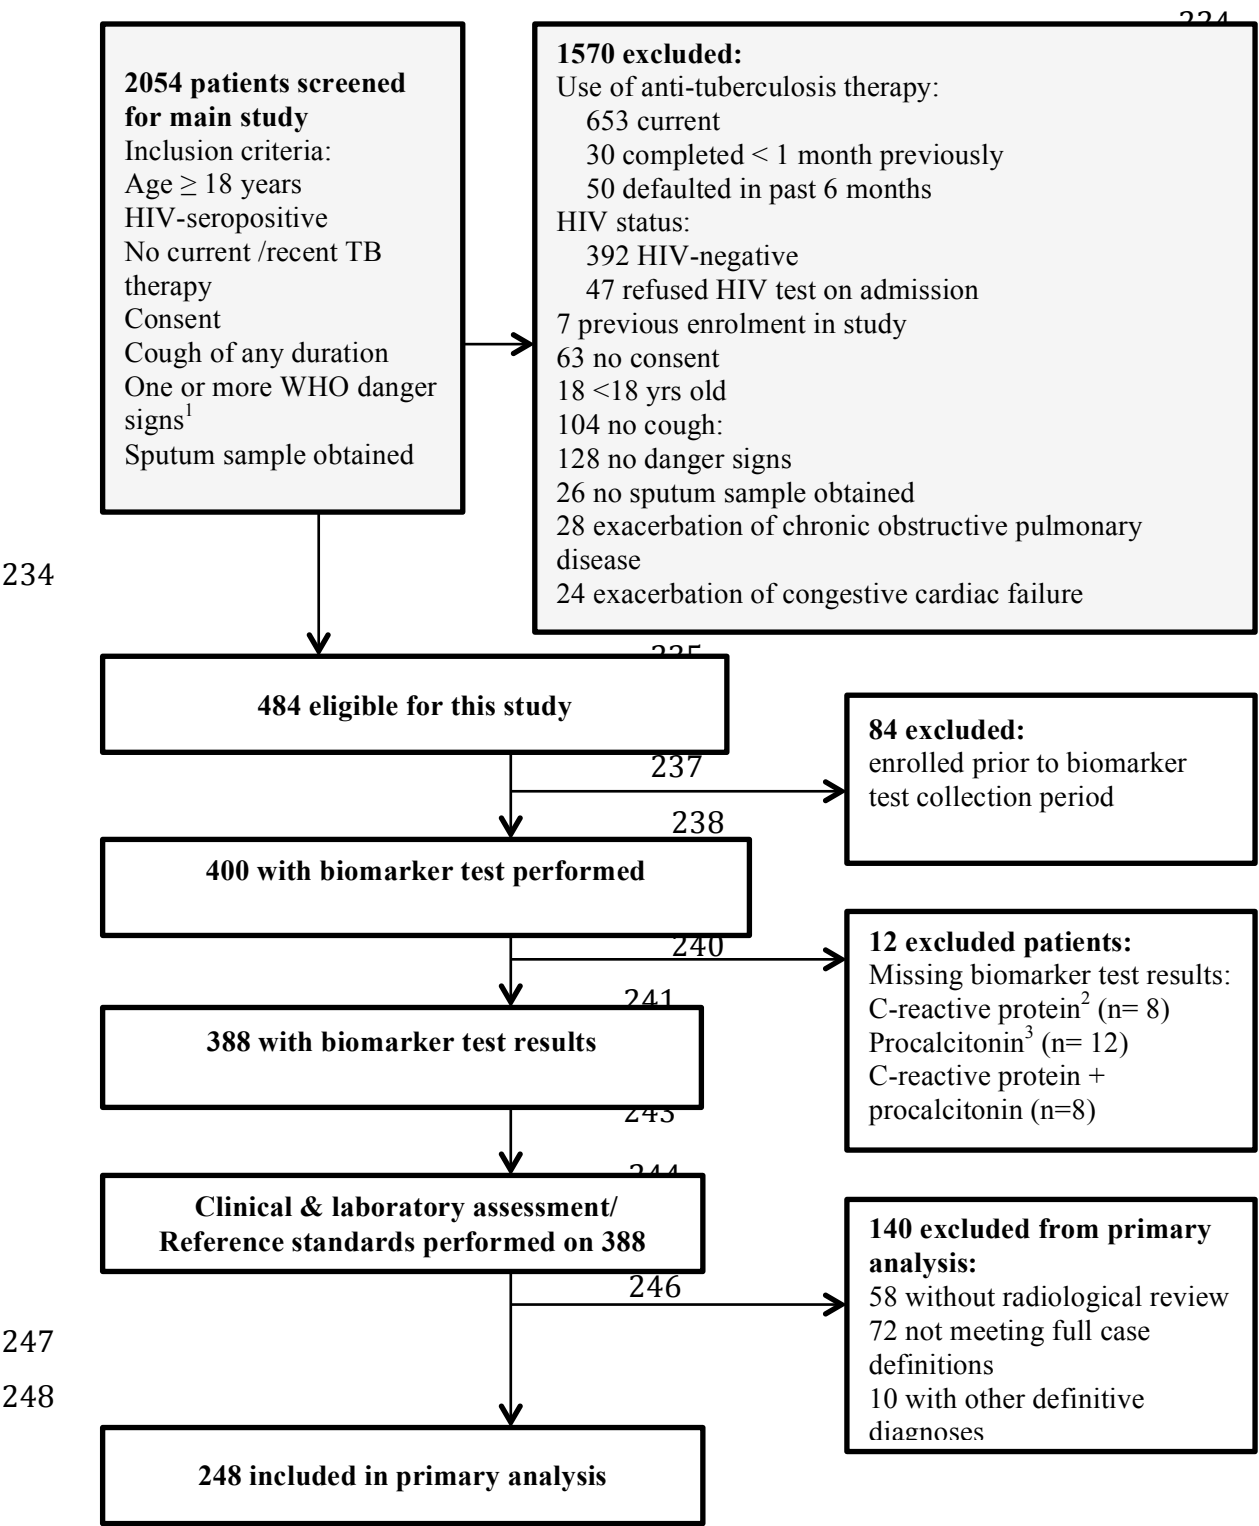 224
2054 patients screened
for main study
Inclusion criteria:
Age ≥ 18 years
HIV-seropositive
No current /recent TB
therapy
Consent
Cough of any duration
One or more WHO danger
signs1
Sputum sample obtained
1570 excluded:
Use of anti-tuberculosis therapy:
653 current
30 completed < 1 month previously
50 defaulted in past 6 months
HIV status:
392 HIV-negative
47 refused HIV test on admission
7 previous enrolment in study
63 no consent
18 <18 yrs old
104 no cough:
128 no danger signs
26 no sputum sample obtained
28 exacerbation of chronic obstructive pulmonary
disease
24 exacerbation of congestive cardiac failure
234
235
484 eligible for this study
84 excluded:
enrolled prior to biomarker
test collection period
237
238
400 with biomarker test performed
240
12 excluded patients:
Missing biomarker test results:
C-reactive protein2 (n= 8)
Procalcitonin3 (n= 12)
C-reactive protein +
procalcitonin (n=8)
241
388 with biomarker test results
243
244
Clinical & laboratory assessment/
Reference standards performed on 388
246
140 excluded from primary
analysis:
58 without radiological review
72 not meeting full case
definitions
10 with other definitive
diagnoses
247
248
248 included in primary analysis